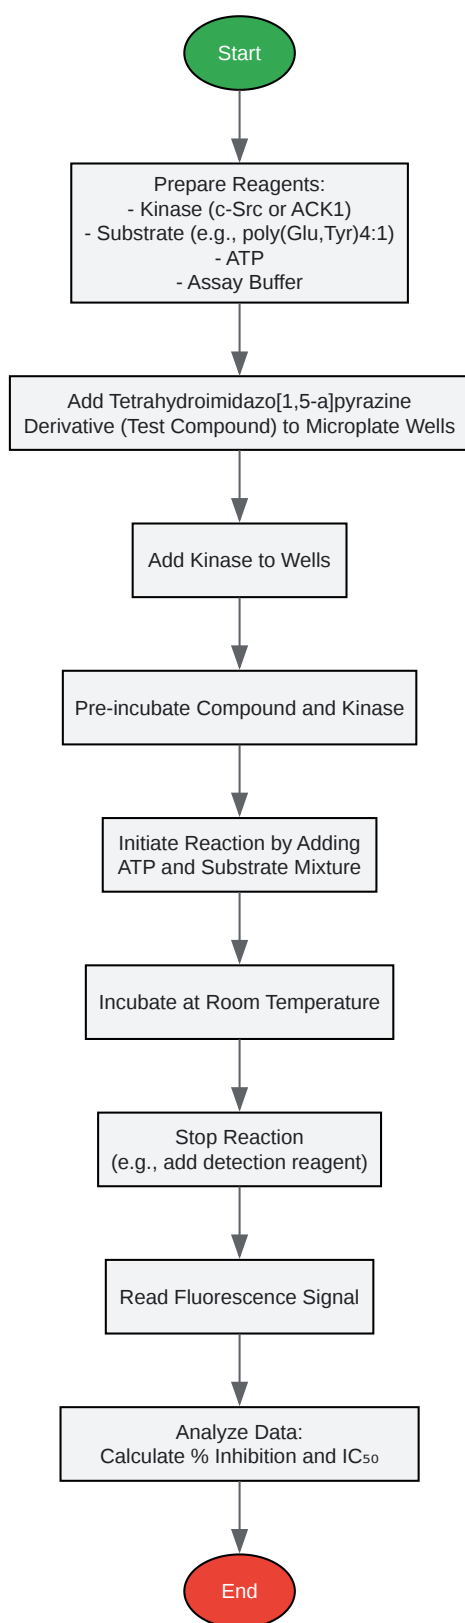 Start
Prepare Reagents:
- Kinase (c-Src or ACK1)
- Substrate (e.g., poly(Glu,Tyr)4:1)
- ATP
- Assay Buffer
Add Tetrahydroimidazo[1,5-a]pyrazine
Derivative (Test Compound) to Microplate Wells
Add Kinase to Wells
Pre-incubate Compound and Kinase
Initiate Reaction by Adding
ATP and Substrate Mixture
Incubate at Room Temperature
Stop Reaction
(e.g., add detection reagent)
Read Fluorescence Signal
Analyze Data:
Calculate % Inhibition and IC₅₀
End